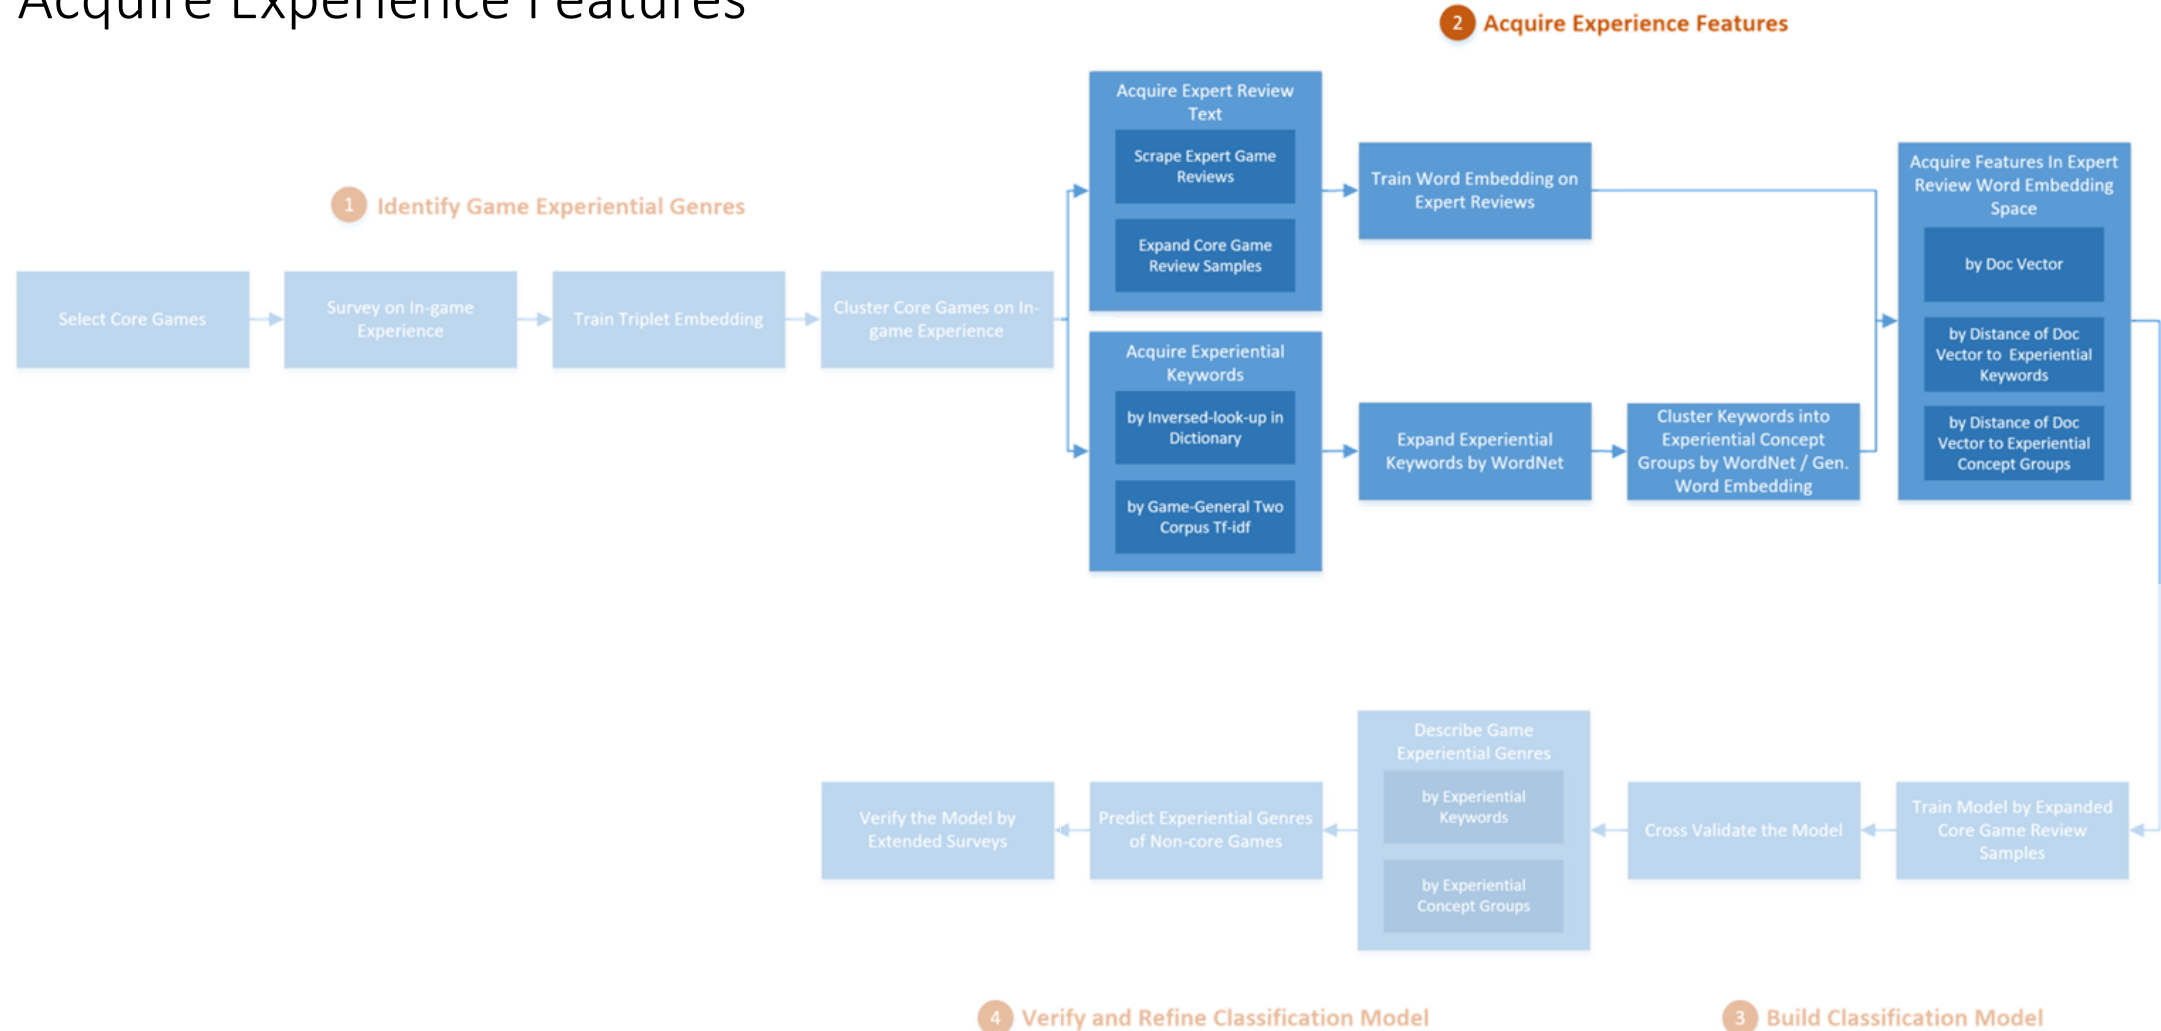 Acquire Experience Features
2 Acquire Experience Features
1 Identify Game Experiential Genres
Select Core Games
Survey on In-game
Experience
Train Triplet Embedding
Cluster Core Games on In-
game Experience
Acquire Expert Review
Text
Scrape Expert Game
Reviews
Expand Core Game
Review Samples
Acquire Experiential
Keywords
by Inversed-look-up in
Dictionary
by Game-General Two
Corpus Tf-idf
Train Word Embedding on
Expert Reviews
Expand Experiential
Keywords by WordNet
Cluster Keywords into
Experiential Concept
Groups by WordNet / Gen.
Word Embedding
Acquire Features In Expert
Review Word Embedding
Space
by Doc Vector
by Distance of Doc
Vector to Experiential
Keywords
by Distance of Doc
Vector to Experiential
Concept Groups
Train Model by Expanded
Core Game Review
Samples
Cross Validate the Model
Describe Game
Experiential Genres
by Experiential
Keywords
by Experiential
Concept Groups
Predict Experiential Genres
of Non-core Games
Verify the Model by
Extended Surveys
4 Verify and Refine Classification Model
3 Build Classification Model